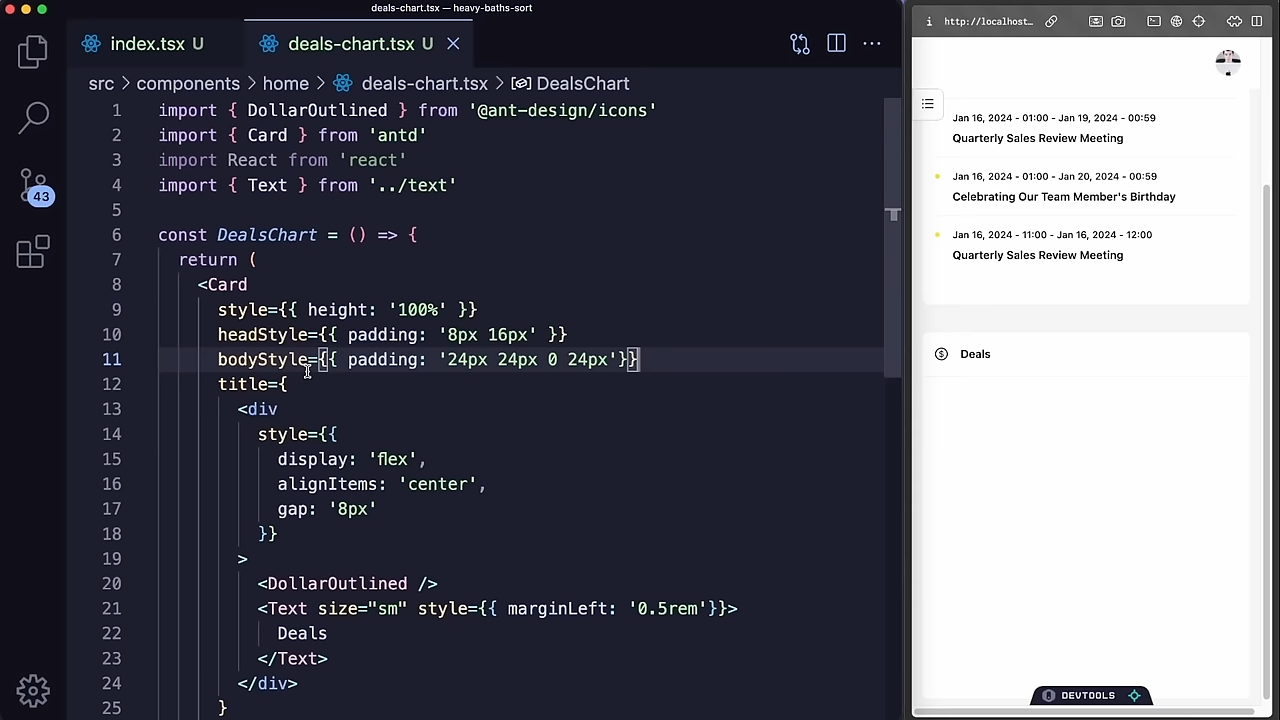 deals-chart.tsx — heavy-baths-sort
index.tsx U
deals-chart.tsx U
http://localhost…
src > components > home > deals-chart.tsx > DealsChart
1 import { DollarOutlined } from '@ant-design/icons'
2 import { Card } from 'antd'
3 import React from 'react'
4 import { Text } from '../text'
5
6 const DealsChart = () => {
7 return (
8 <Card
9 style={{ height: '100%' }}
10 headStyle={{ padding: '8px 16px' }}
11 bodyStyle={{ padding: '24px 24px 0 24px'}}
12 title={
13 <div
14 style={{
15 display: 'flex',
16 alignItems: 'center',
17 gap: '8px'
18 }}
19 >
20 <DollarOutlined />
21 <Text size="sm" style={{ marginLeft: '0.5rem'}}>
22 Deals
23 </Text>
24 </div>
25 }
43
Jan 16, 2024 - 01:00 - Jan 19, 2024 - 00:59
Quarterly Sales Review Meeting
Jan 16, 2024 - 01:00 - Jan 20, 2024 - 00:59
Celebrating Our Team Member's Birthday
Jan 16, 2024 - 11:00 - Jan 16, 2024 - 12:00
Quarterly Sales Review Meeting
Deals
DEVTOOLS